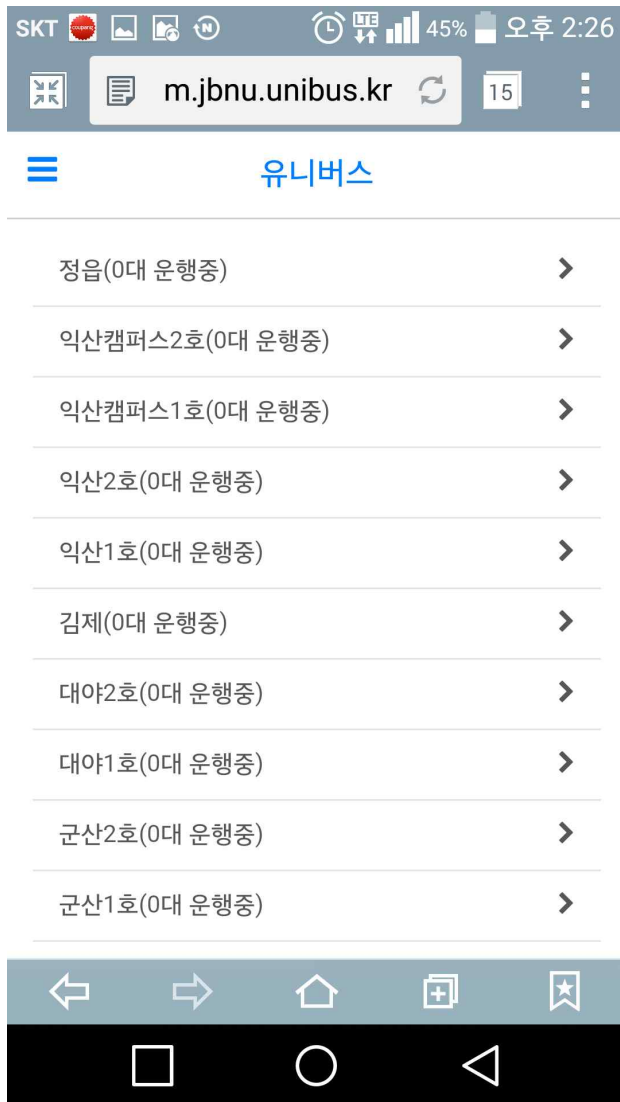 SKT coupang N LTE 45% 오후 2:26
m.jbnu.unibus.kr 15
유니버스
정읍(0대 운행중)
익산캠퍼스2호(0대 운행중)
익산캠퍼스1호(0대 운행중)
익산2호(0대 운행중)
익산1호(0대 운행중)
김제(0대 운행중)
대야2호(0대 운행중)
대야1호(0대 운행중)
군산2호(0대 운행중)
군산1호(0대 운행중)